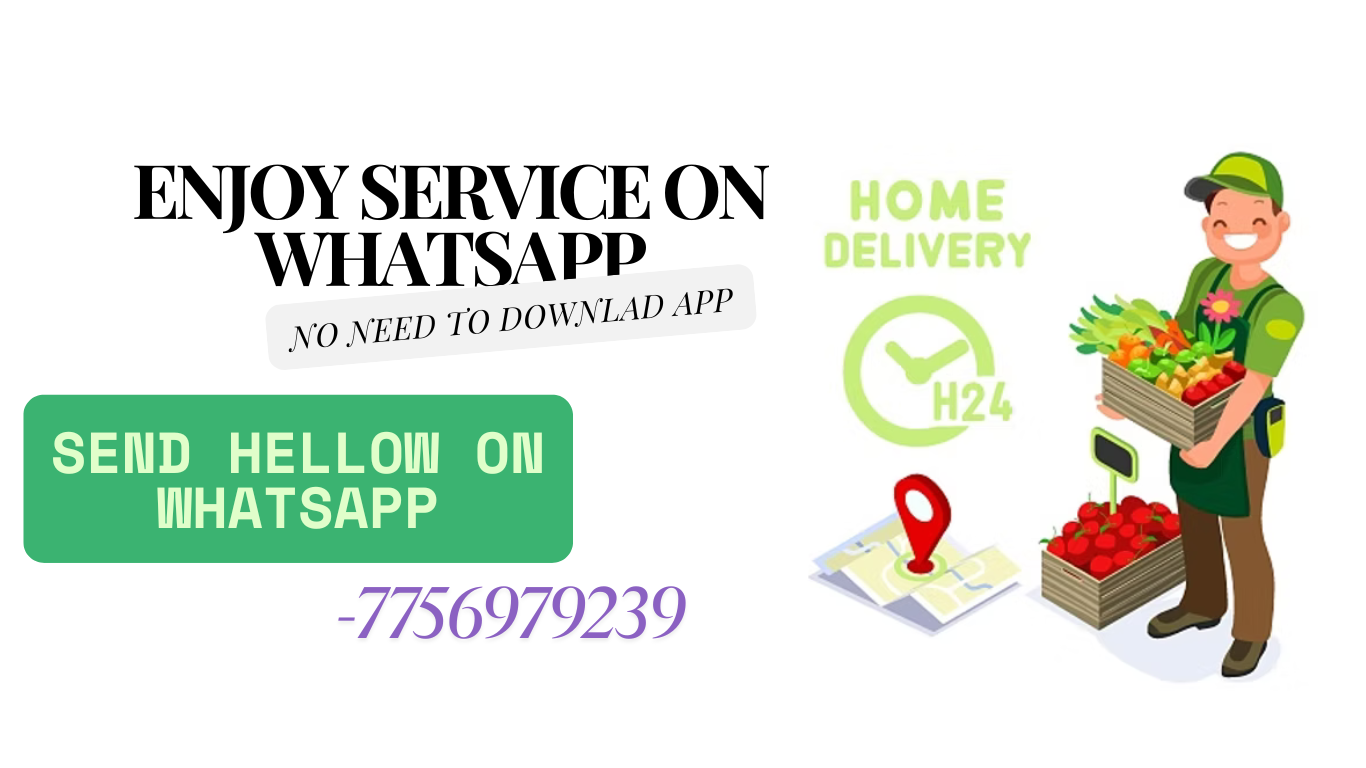 ENJOY SERVICE ON
WHATSAPP
NO NEED TO DOWNLAD APP
SEND HELLOW ON
WHATSAPP
-7756979239
HOME
DELIVERY
H24